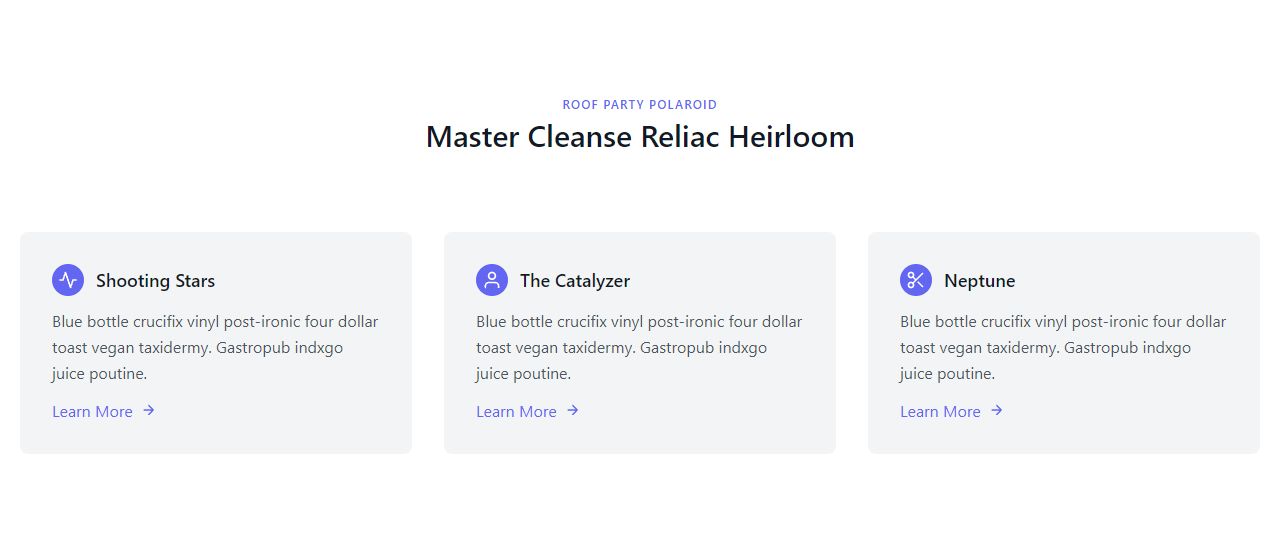 ROOF PARTY POLAROID
Master Cleanse Reliac Heirloom
Shooting Stars
Blue bottle crucifix vinyl post-ironic four dollar
toast vegan taxidermy. Gastropub indxgo
juice poutine.
Learn More
The Catalyzer
Blue bottle crucifix vinyl post-ironic four dollar
toast vegan taxidermy. Gastropub indxgo
juice poutine.
Learn More
Neptune
Blue bottle crucifix vinyl post-ironic four dollar
toast vegan taxidermy. Gastropub indxgo
juice poutine.
Learn More